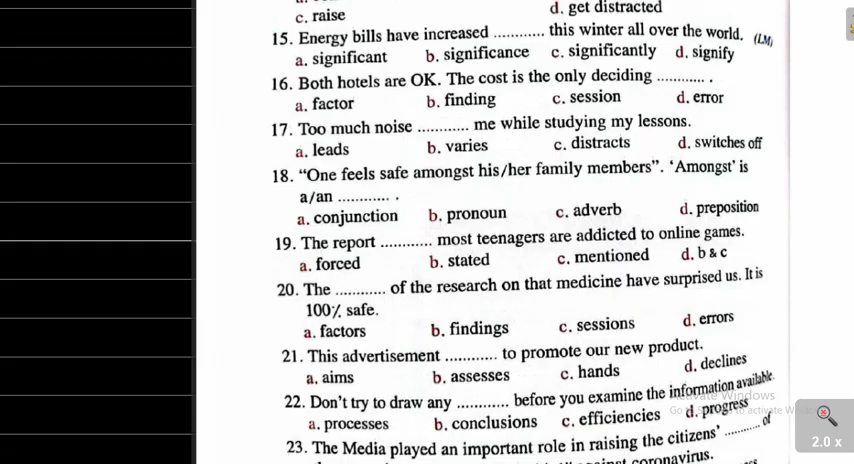 c. raise d. get distracted
15. Energy bills have increased ............ this winter all over the world. (LM)
a. significant b. significance c. significantly d. signify
16. Both hotels are OK. The cost is the only deciding ............ .
a. factor b. finding c. session d. error
17. Too much noise ............ me while studying my lessons.
a. leads b. varies c. distracts d. switches off
18. “One feels safe amongst his/her family members”. ‘Amongst’ is
a/an ............ .
a. conjunction b. pronoun c. adverb d. preposition
19. The report ............ most teenagers are addicted to online games.
a. forced b. stated c. mentioned d. b & c
20. The ............ of the research on that medicine have surprised us. It is
100% safe.
a. factors b. findings c. sessions d. errors
21. This advertisement ............ to promote our new product.
a. aims b. assesses c. hands d. declines
22. Don’t try to draw any ............ before you examine the information available.
a. processes b. conclusions c. efficiencies d. progress
Activate Windows
Go to to activate
23. The Media played an important role in raising the citizens’ ............ of
against coronavirus.
2.0 x